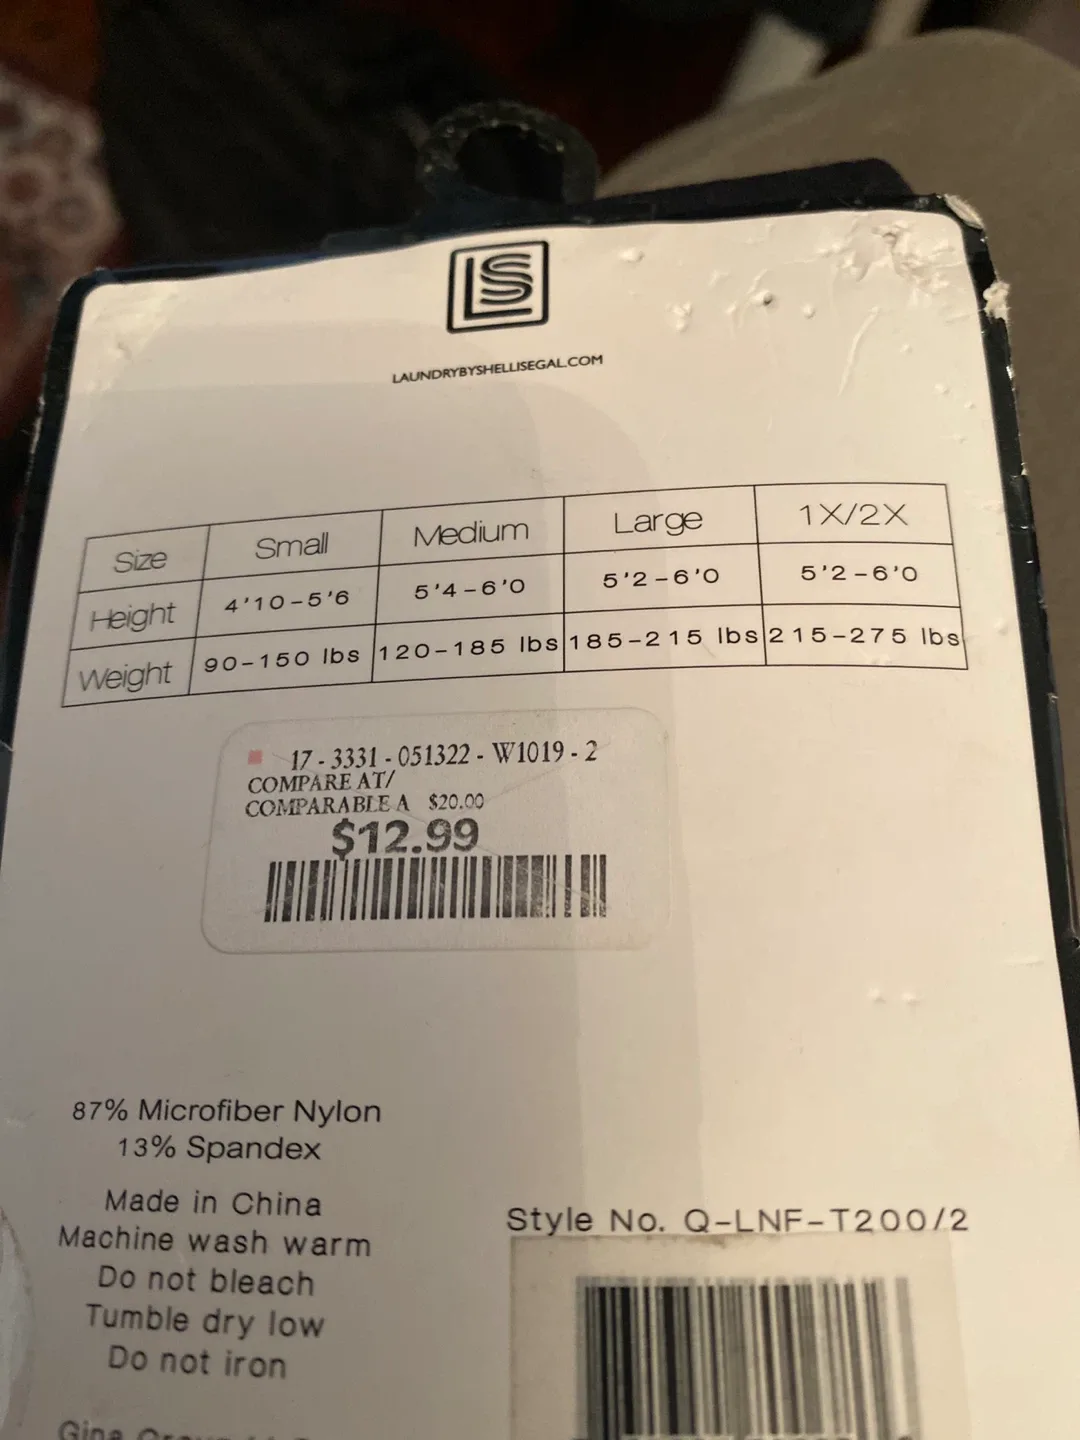 LS
LAUNDRYBYSHELLISEGAL.COM
Size Small Medium Large 1X/2X
Height 4'10-5'6 5'4-6'0 5'2-6'0 5'2-6'0
Weight 90-150 lbs 120-185 lbs 185-215 lbs 215-275 lbs
17-3331-051322-W1019-2
COMPARE AT/
COMPARABLE A $20.00
$12.99
87% Microfiber Nylon
13% Spandex
Made in China
Machine wash warm
Do not bleach
Tumble dry low
Do not iron
Style No. Q-LNF-T200/2